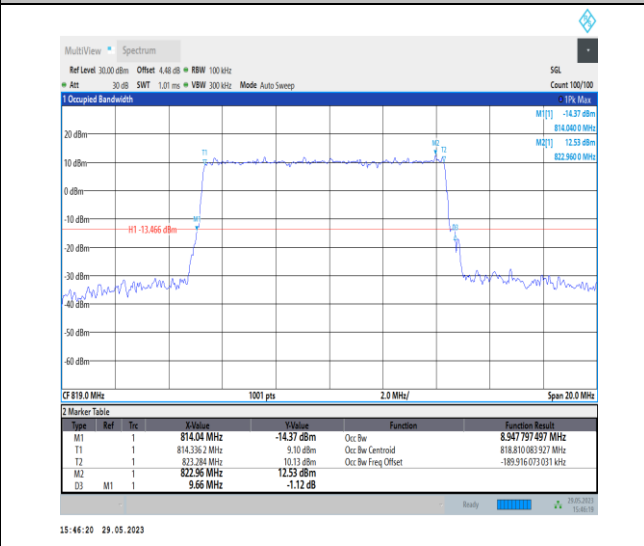 MultiView Spectrum
Ref Level 30.00 dBm Offset 4.48 dB RBW 100 kHz SGL
Att 30 dB SWT 1.01 ms VBW 300 kHz Mode Auto Sweep Count 100/100
1 Occupied Bandwidth 1Pk Max
M1[1] -14.37 dBm
814.040 0 MHz
M2[1] 12.53 dBm
822.960 0 MHz
20 dBm
M2
T1 T2
10 dBm
0 dBm
-10 dBm
M1
H1 -13.466 dBm
-20 dBm
-30 dBm
-40 dBm
-50 dBm
-60 dBm
CF 819.0 MHz 1001 pts 2.0 MHz/ Span 20.0 MHz
2 Marker Table
Type Ref Trc X-Value Y-Value Function Function Result
M1 1 814.04 MHz -14.37 dBm Occ Bw 8.947 797 497 MHz
T1 1 814.336 2 MHz 9.10 dBm Occ Bw Centroid 818.810 083 927 MHz
T2 1 823.284 MHz 10.13 dBm Occ Bw Freq Offset -189.916 073 031 kHz
M2 1 822.96 MHz 12.53 dBm
D3 M1 1 9.66 MHz -1.12 dB
Ready 29.05.2023
15:46:19
15:46:20 29.05.2023